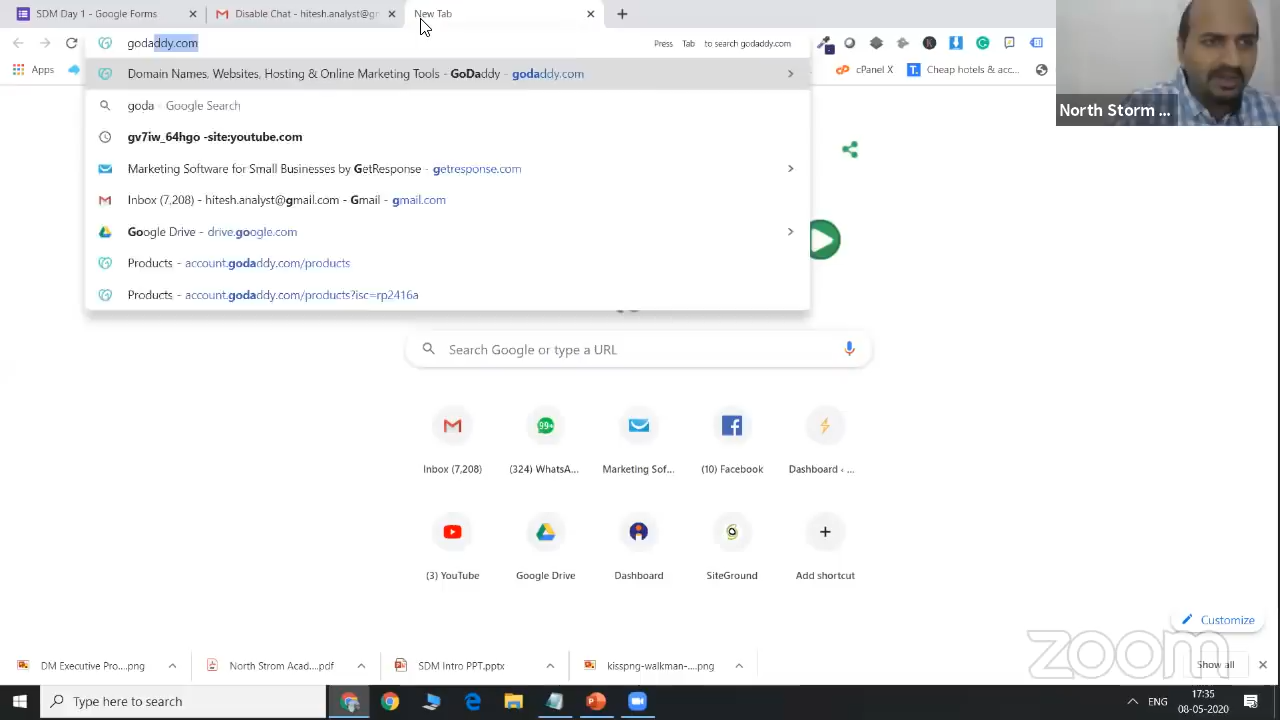 SDM Day 1 - Google Forms
Disable Chat - hitesh.analyst@gr
New Tab
godaddy.com
Press Tab to search godaddy.com
Apps
cPanel X
Cheap hotels & acc...
Domain Names, Websites, Hosting & Online Marketing Tools - GoDaddy - godaddy.com
goda - Google Search
gv7iw_64hgo -site:youtube.com
Marketing Software for Small Businesses by GetResponse - getresponse.com
Inbox (7,208) - hitesh.analyst@gmail.com - Gmail - gmail.com
Google Drive - drive.google.com
Products - account.godaddy.com/products
Products - account.godaddy.com/products?isc=rp2416a
North Storm ...
Search Google or type a URL
99+
Inbox (7,208)
(324) WhatsA...
Marketing Sof...
(10) Facebook
Dashboard ‹ ...
(3) YouTube
Google Drive
Dashboard
SiteGround
Add shortcut
Customize
zoom
DM Executive Pro....png
North Strom Acad....pdf
SDM Intro PPT.pptx
kisspng-walkman-....png
Show all
Type here to search
ENG
17:35
08-05-2020